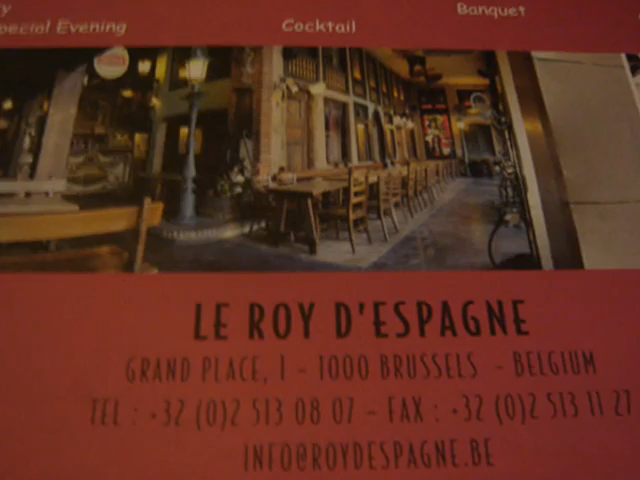 Banquet
Special Evening Cocktail
LE ROY D'ESPAGNE
GRAND PLACE, 1 - 1000 BRUSSELS - BELGIUM
TEL : +32 (0)2 513 08 07 - FAX : +32 (0)2 513 11 27
INFO@ROYDESPAGNE.BE